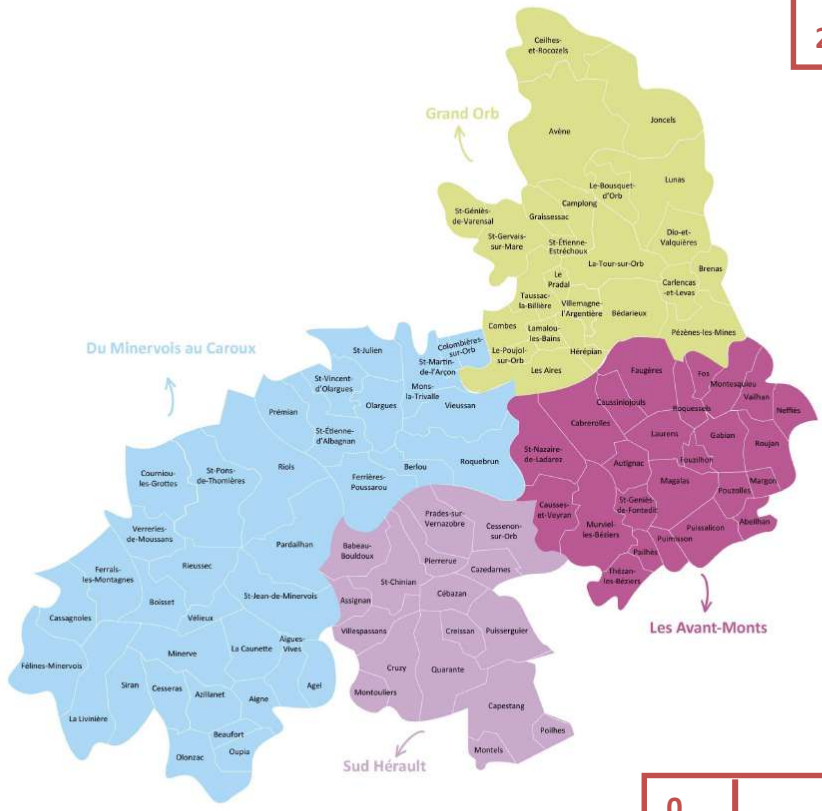 2
Ceilhes-
et-Rocozels
Grand Orb
Avène
Joncels
Le-Bousquet-
d'Orb
Lunas
Camplong
St-Géniès-
de-Varensal
Graissessac
St-Gervais-
sur-Mare
St-Étienne-
Estréchoux
Dio-et-
Valquières
La-Tour-sur-Orb
Brenas
Le
Pradal
Carlencas
-et-Levas
Taussac-
la-Billière
Villemagne-
l'Argentière
Bédarieux
Combes
Lamalou-
les-Bains
Pézènes-les-Mines
Le-Poujol-
sur-Orb
Hérépian
Les Aires
Du Minervois au Caroux
St-Julien
Colombières-
sur-Orb
St-Martin-
de-l'Arçon
St-Vincent-
d'Olargues
Mons-
la-Trivalle
Prémian
Olargues
Vieussan
St-Étienne-
d'Albagnan
Riols
Berlou
Roquebrun
Ferrières-
Poussarou
Courniou-
les-Grottes
St-Pons-
de-Thomières
Verreries-
de-Moussans
Pardailhan
Ferrals-
les-Montagnes
Rieussec
Boisset
St-Jean-de-Minervois
Cassagnoles
Vélieux
Félines-Minervois
Minerve
La Caunette
Aigues-
Vives
Siran
Cesseras
Azillanet
Aigne
Agel
La Livinière
Beaufort
Olonzac
Oupia
Faugères
Fos
Montesquieu
Vailhan
Neffiès
Caussiniojouls
Roquessels
Cabrerolles
Laurens
Gabian
Roujan
St-Nazaire-
de-Ladarez
Autignac
Fouzilhon
Magalas
Margon
Pouzolles
Causses-
et-Veyran
St-Geniès-
de-Fontedit
Murviel-
les-Béziers
Puissalicon
Abeilhan
Puimisson
Pailhès
Thézan-
les-Béziers
Les Avant-Monts
Prades-sur-
Vernazobre
Cessenon-
sur-Orb
Babeau-
Bouldoux
Pierrerue
Cazedarnes
St-Chinian
Cébazan
Assignan
Villespassans
Creissan
Puisserguier
Cruzy
Quarante
Montouliers
Capestang
Poilhes
Montels
Sud Hérault
0